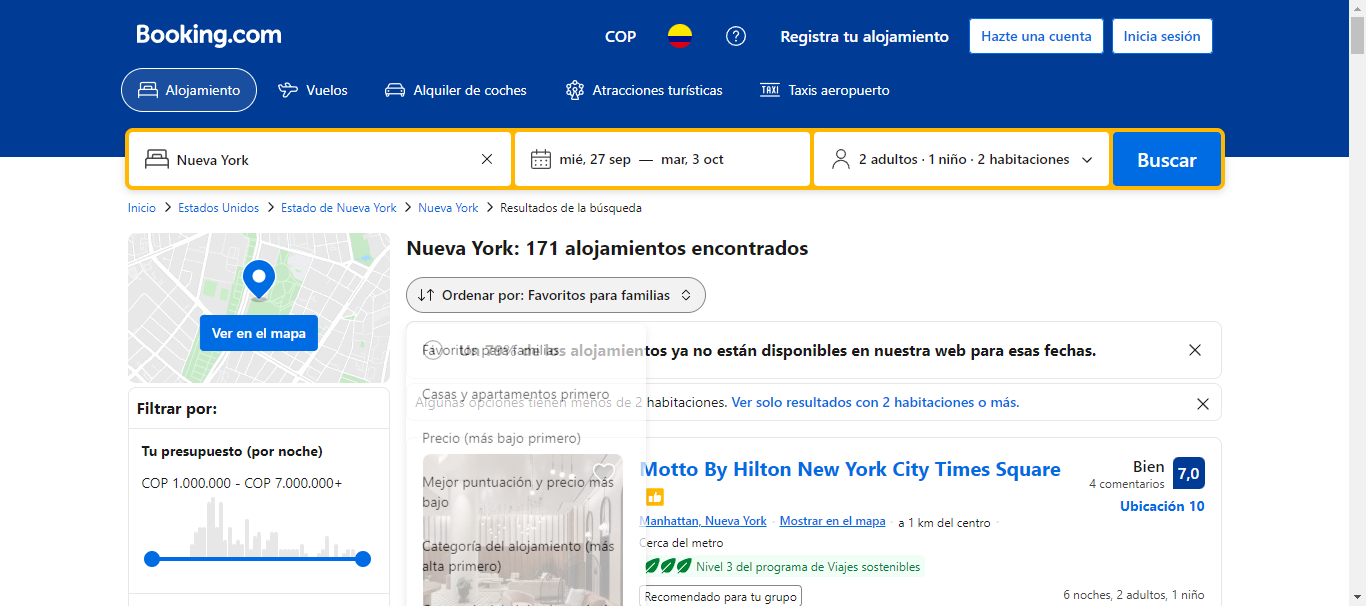 Booking.com
COP
Registra tu alojamiento
Hazte una cuenta
Inicia sesión
Alojamiento
Vuelos
Alquiler de coches
Atracciones turísticas
TAXI Taxis aeropuerto
Nueva York
mié, 27 sep — mar, 3 oct
2 adultos · 1 niño · 2 habitaciones
Buscar
Inicio > Estados Unidos > Estado de Nueva York > Nueva York > Resultados de la búsqueda
Ver en el mapa
Filtrar por:
Tu presupuesto (por noche)
COP 1.000.000 - COP 7.000.000+
Nueva York: 171 alojamientos encontrados
Ordenar por: Favoritos para familias
Favoritos para familias
Un 79% de los alojamientos ya no están disponibles en nuestra web para esas fechas.
Casas y apartamentos primero
Algunas opciones tienen menos de 2 habitaciones. Ver solo resultados con 2 habitaciones o más.
Precio (más bajo primero)
Mejor puntuación y precio más
bajo
Categoría del alojamiento (más
alta primero)
Motto By Hilton New York City Times Square
Manhattan, Nueva York · Mostrar en el mapa · a 1 km del centro ·
Cerca del metro
Nivel 3 del programa de Viajes sostenibles
Recomendado para tu grupo
Bien
4 comentarios
7,0
Ubicación 10
6 noches, 2 adultos, 1 niño